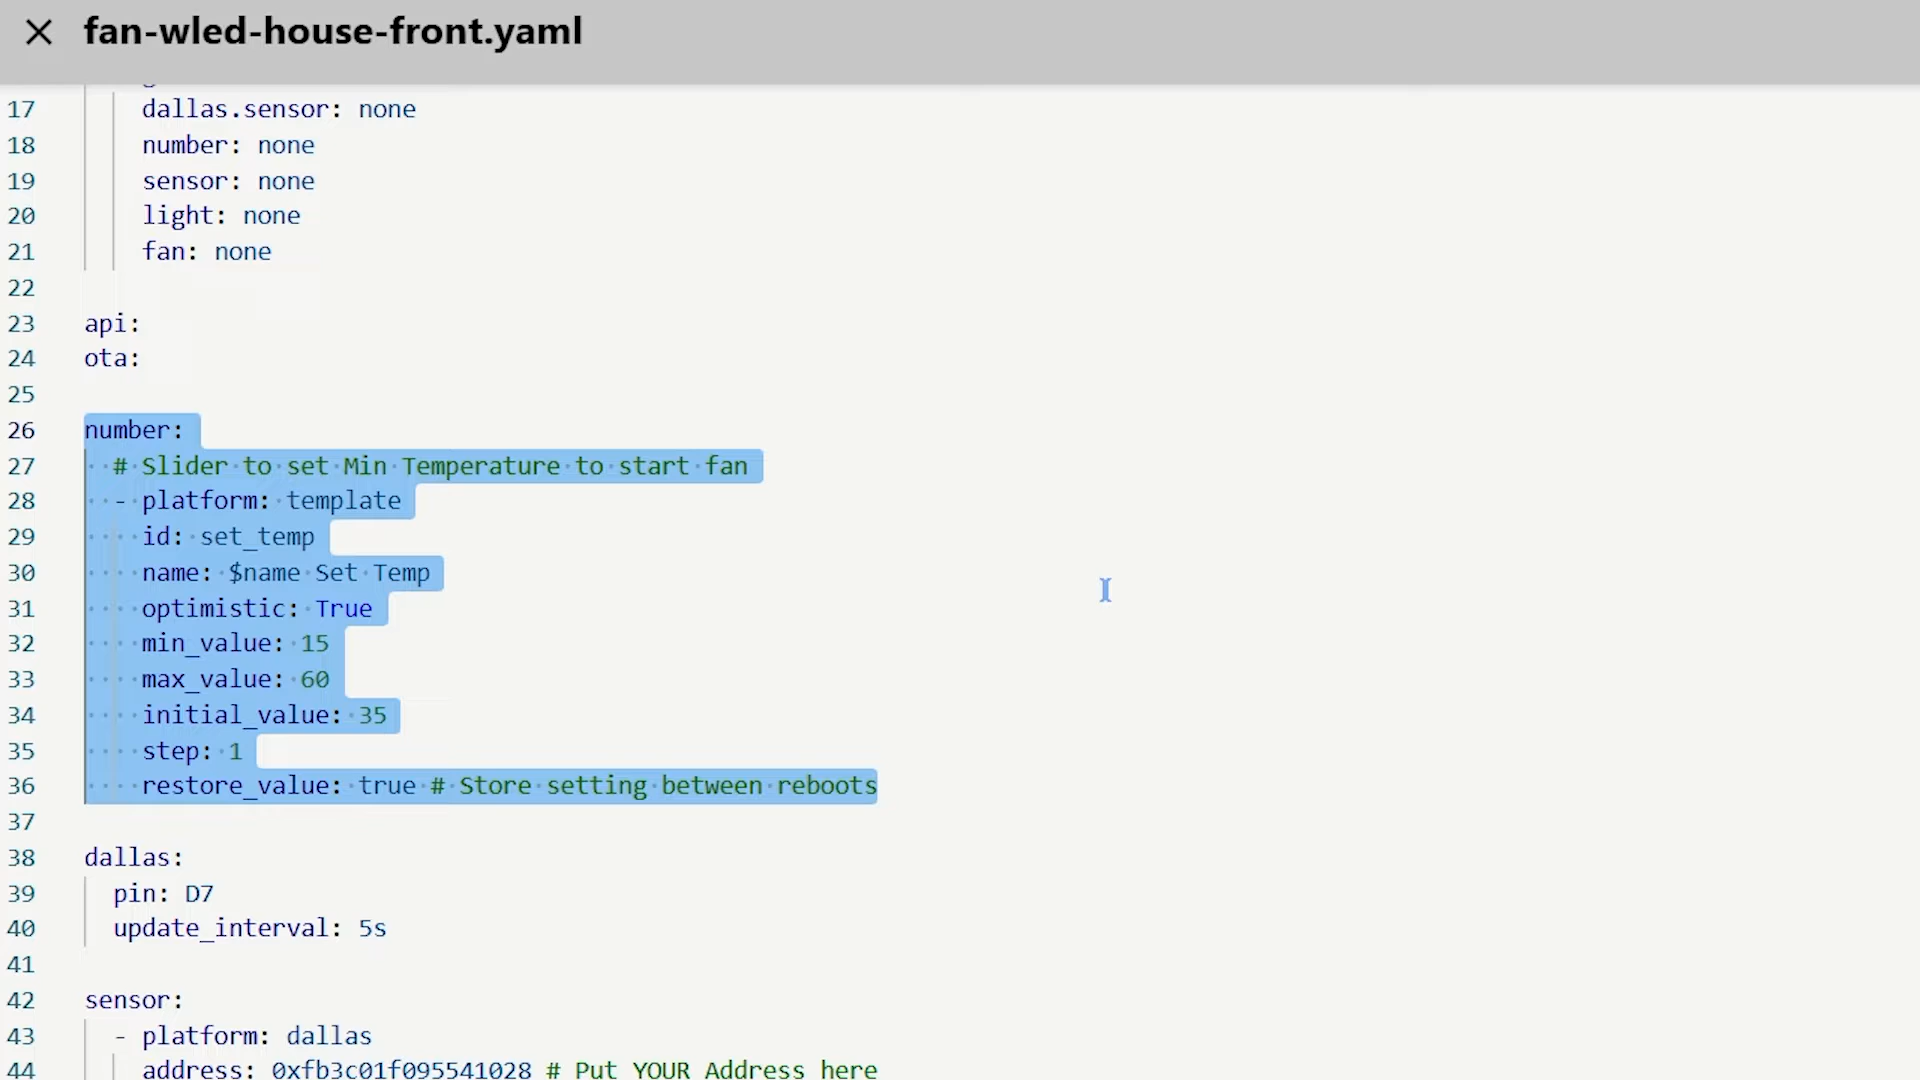 fan-wled-house-front.yaml
17 dallas.sensor: none
18 number: none
19 sensor: none
20 light: none
21 fan: none
22
23 api:
24 ota:
25
26 number:
27 # Slider to set Min Temperature to start fan
28 - platform: template
29 id: set_temp
30 name: $name Set Temp
31 optimistic: True
32 min_value: 15
33 max_value: 60
34 initial_value: 35
35 step: 1
36 restore_value: true # Store setting between reboots
37
38 dallas:
39 pin: D7
40 update_interval: 5s
41
42 sensor:
43 - platform: dallas
44 address: 0xfb3c01f095541028 # Put YOUR Address here